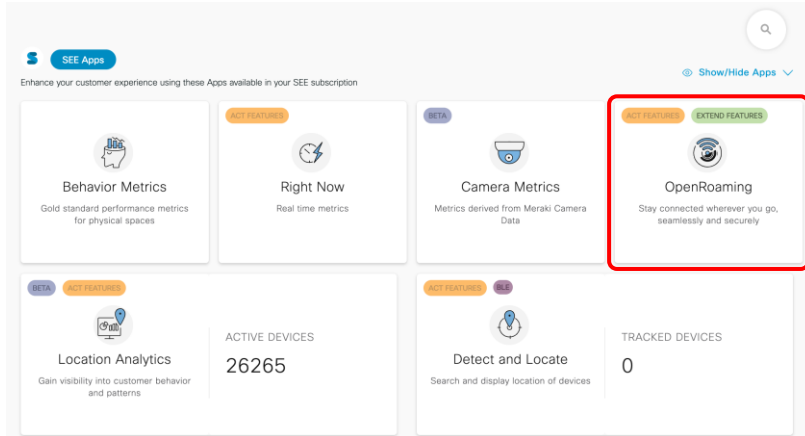 S
SEE Apps
Enhance your customer experience using these Apps available in your SEE subscription
Show/Hide Apps
Behavior Metrics
Gold standard performance metrics
for physical spaces
ACT FEATURES
Right Now
Real time metrics
BETA
Camera Metrics
Metrics derived from Meraki Camera
Data
ACT FEATURES EXTEND FEATURES
OpenRoaming
Stay connected wherever you go,
seamlessly and securely
BETA ACT FEATURES
Location Analytics
Gain visibility into customer behavior
and patterns
ACTIVE DEVICES
26265
ACT FEATURES BLE
Detect and Locate
Search and display location of devices
TRACKED DEVICES
0